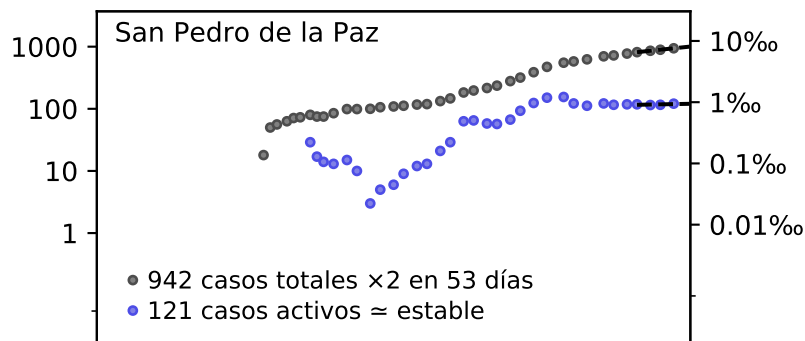 San Pedro de la Paz
1000
100
10
1
10‰
1‰
0.1‰
0.01‰
942 casos totales ×2 en 53 días
121 casos activos ≃ estable